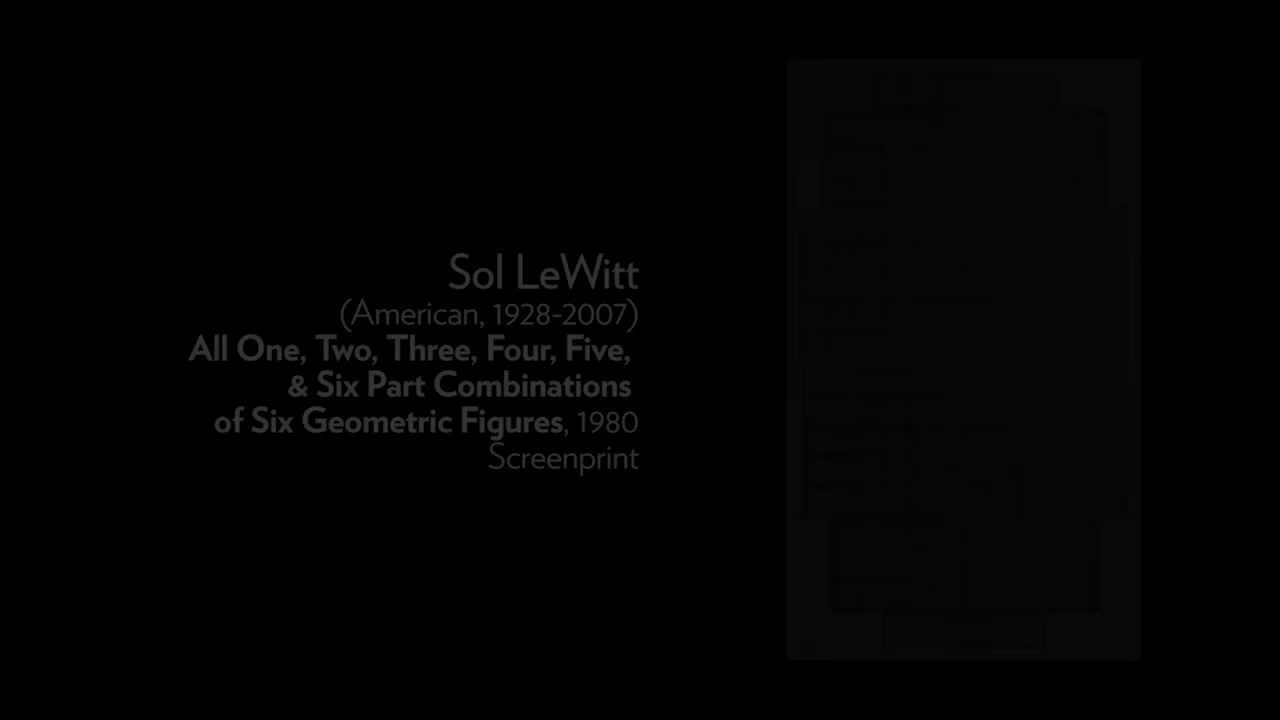 Sol LeWitt
(American, 1928-2007)
All One, Two, Three, Four, Five,
& Six Part Combinations
of Six Geometric Figures, 1980
Screenprint